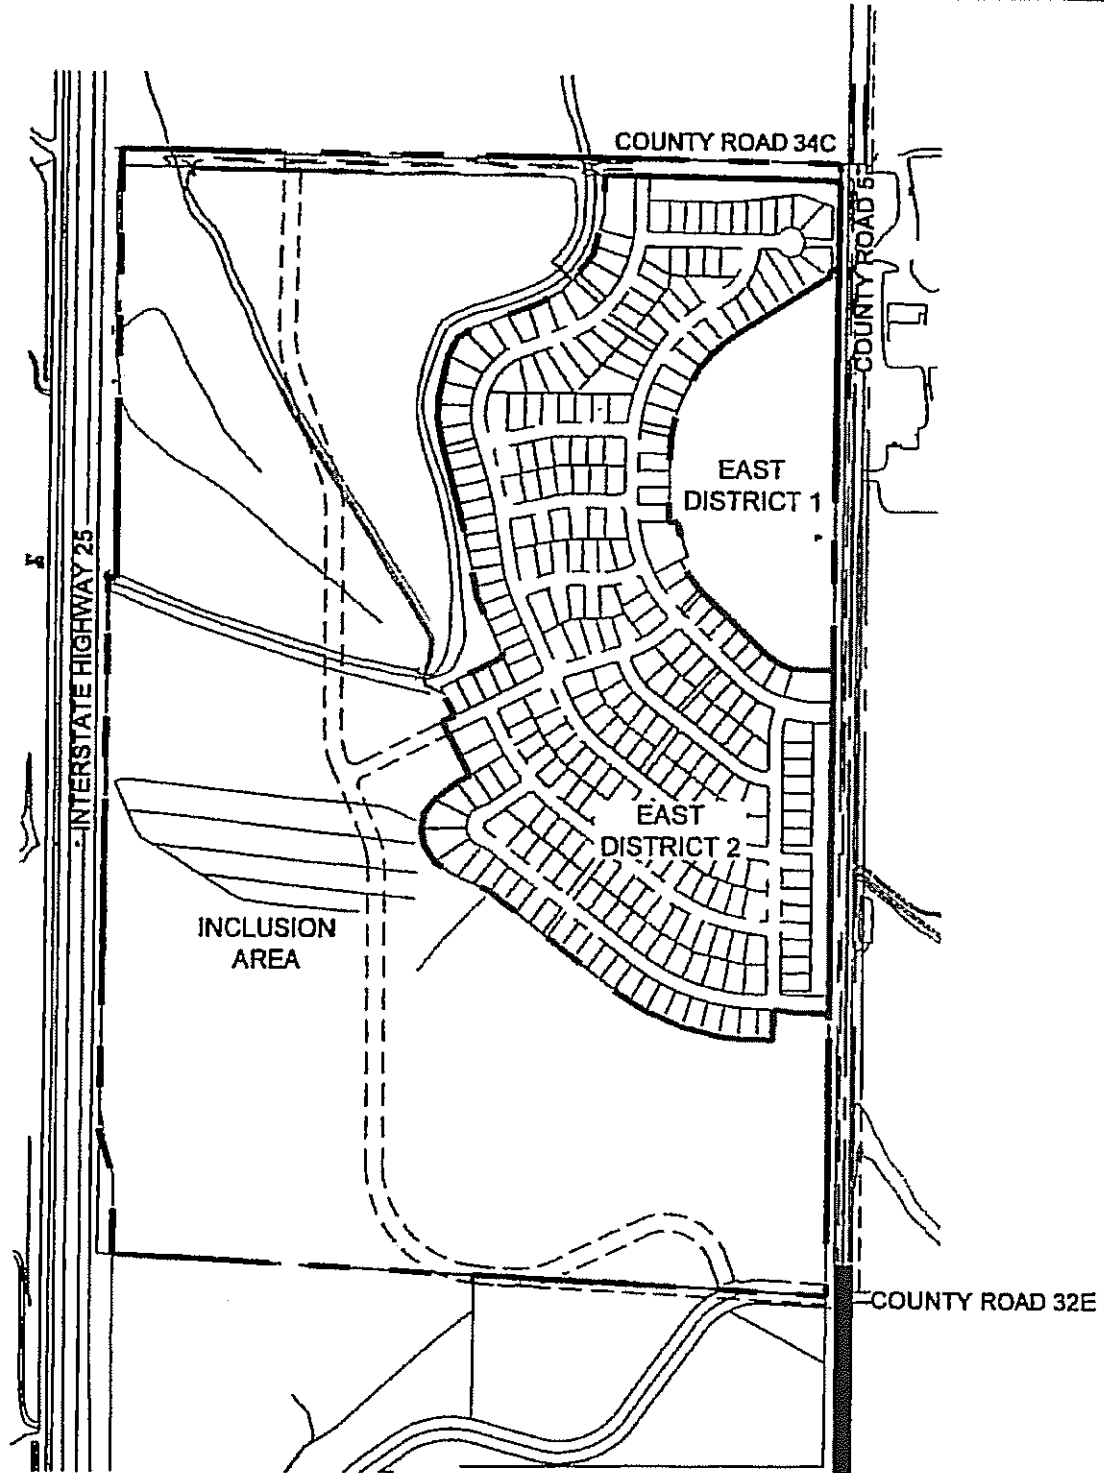 COUNTY ROAD 34C
COUNTY ROAD 5
EAST
DISTRICT 1
INTERSTATE HIGHWAY 25
EAST
DISTRICT 2
INCLUSION
AREA
COUNTY ROAD 32E